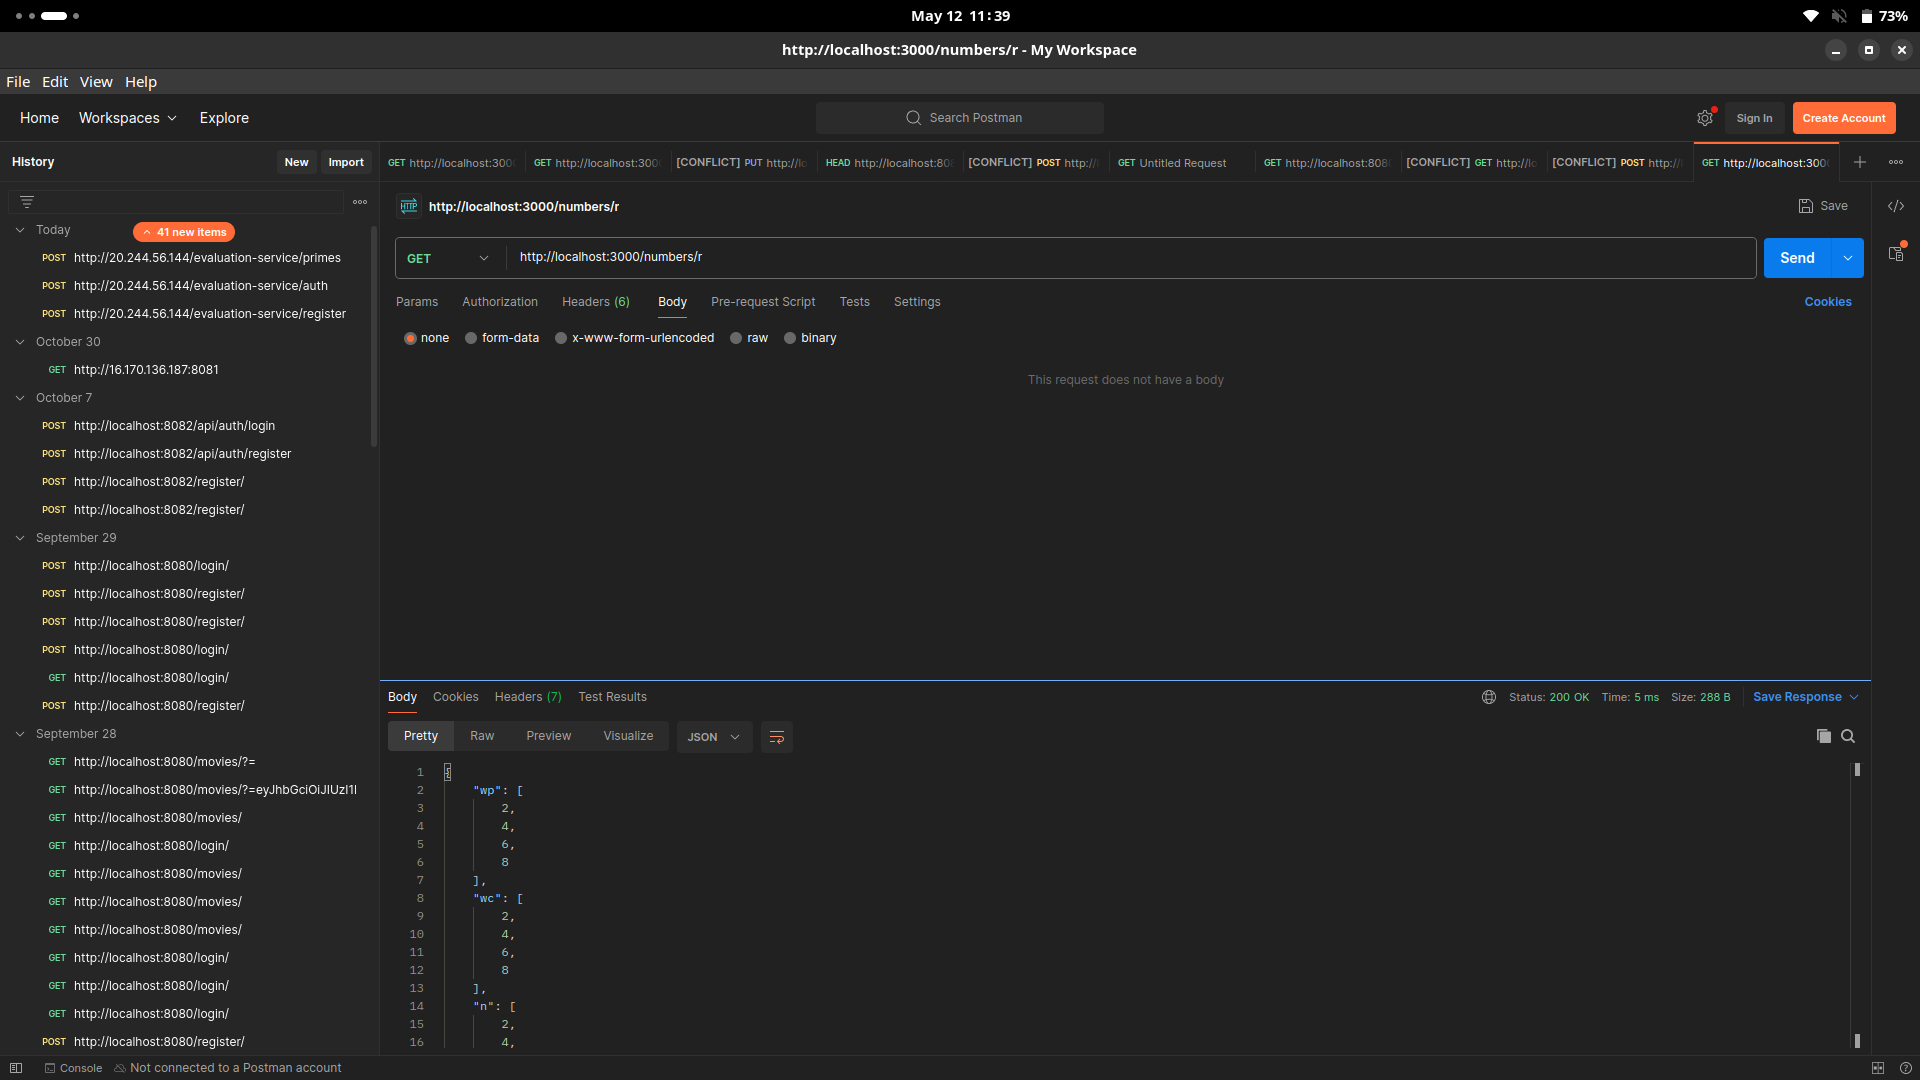 May 12 11:39
73%
http://localhost:3000/numbers/r - My Workspace
File Edit View Help
Home Workspaces Explore
Search Postman
Sign In
Create Account
History
New
Import
GET http://localhost:300
GET http://localhost:300
[CONFLICT] PUT http://lo
HEAD http://localhost:80
[CONFLICT] POST http://
GET Untitled Request
GET http://localhost:808
[CONFLICT] GET http://lo
[CONFLICT] POST http://
GET http://localhost:300
Today
41 new items
POST http://20.244.56.144/evaluation-service/primes
POST http://20.244.56.144/evaluation-service/auth
POST http://20.244.56.144/evaluation-service/register
October 30
GET http://16.170.136.187:8081
October 7
POST http://localhost:8082/api/auth/login
POST http://localhost:8082/api/auth/register
POST http://localhost:8082/register/
POST http://localhost:8082/register/
September 29
POST http://localhost:8080/login/
POST http://localhost:8080/register/
POST http://localhost:8080/register/
POST http://localhost:8080/login/
GET http://localhost:8080/login/
POST http://localhost:8080/register/
September 28
GET http://localhost:8080/movies/?=
GET http://localhost:8080/movies/?=eyJhbGciOiJIUzI1I
GET http://localhost:8080/movies/
GET http://localhost:8080/login/
GET http://localhost:8080/movies/
GET http://localhost:8080/movies/
GET http://localhost:8080/movies/
GET http://localhost:8080/login/
GET http://localhost:8080/login/
GET http://localhost:8080/login/
POST http://localhost:8080/register/
HTTP http://localhost:3000/numbers/r
Save
GET http://localhost:3000/numbers/r
Send
Params Authorization Headers (6) Body Pre-request Script Tests Settings
Cookies
none form-data x-www-form-urlencoded raw binary
This request does not have a body
Body Cookies Headers (7) Test Results
Status: 200 OK Time: 5 ms Size: 288 B
Save Response
Pretty Raw Preview Visualize
JSON
1 {
2 "wp": [
3 2,
4 4,
5 6,
6 8
7 ],
8 "wc": [
9 2,
10 4,
11 6,
12 8
13 ],
14 "n": [
15 2,
16 4,
Console
Not connected to a Postman account